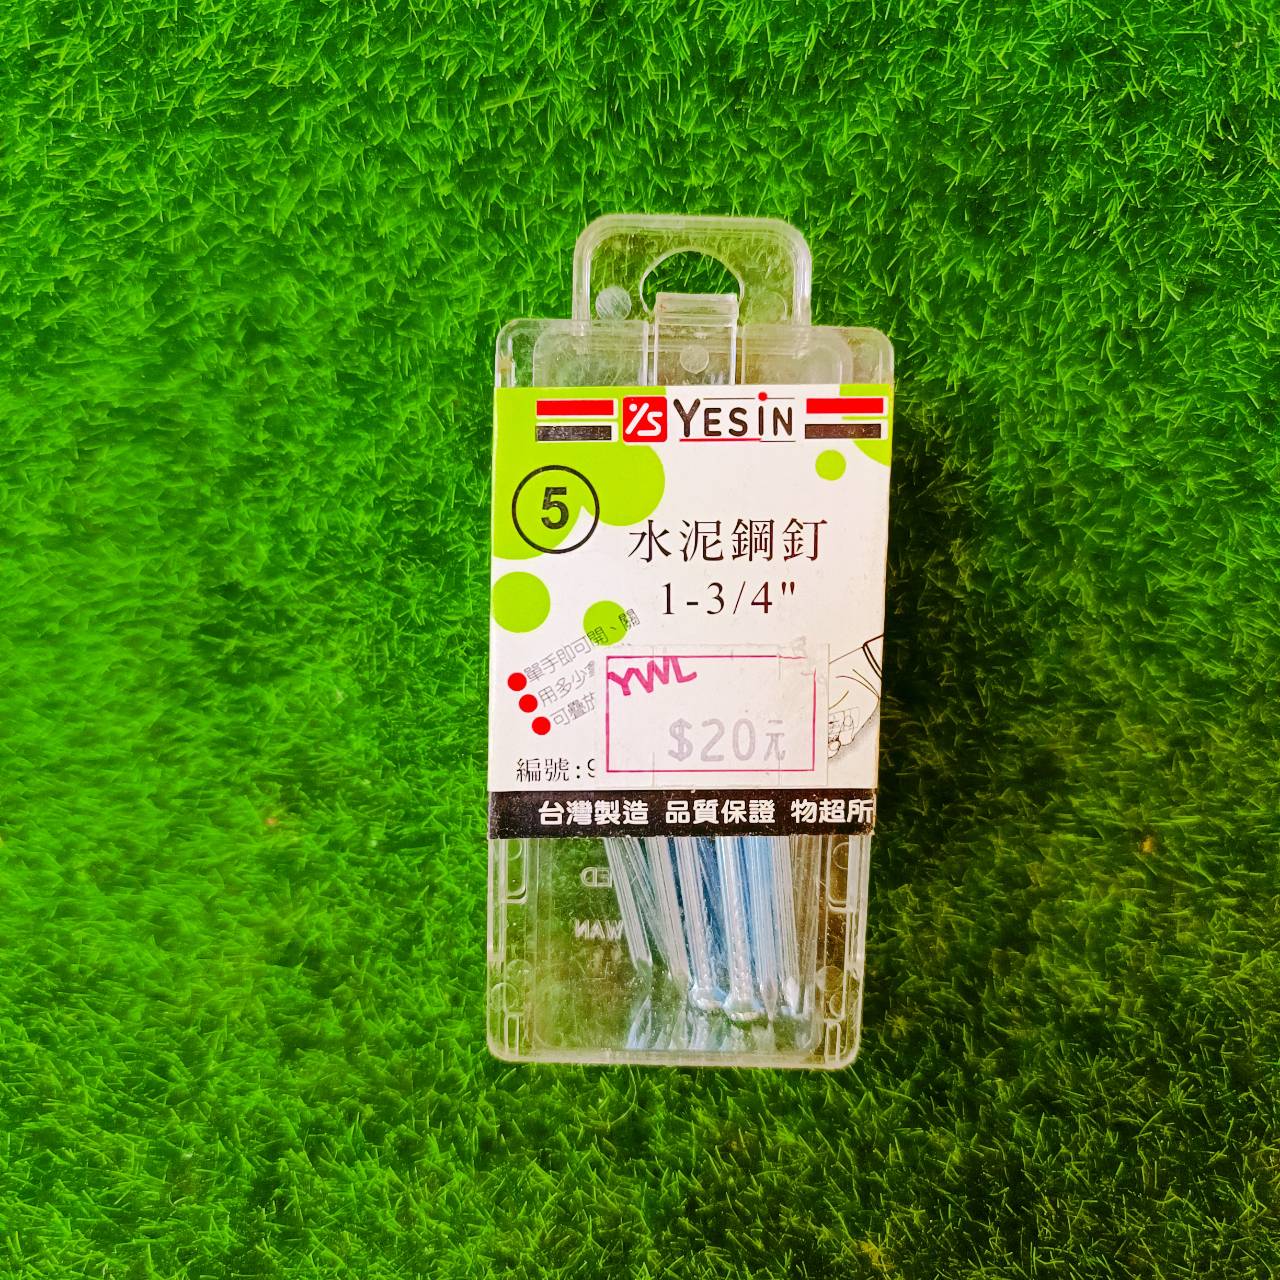 YS YESIN
5
水泥鋼釘
1-3/4"
單手即可開、關
用多少
可疊放
YWL
$20元
編號:9
台灣製造 品質保證 物超所